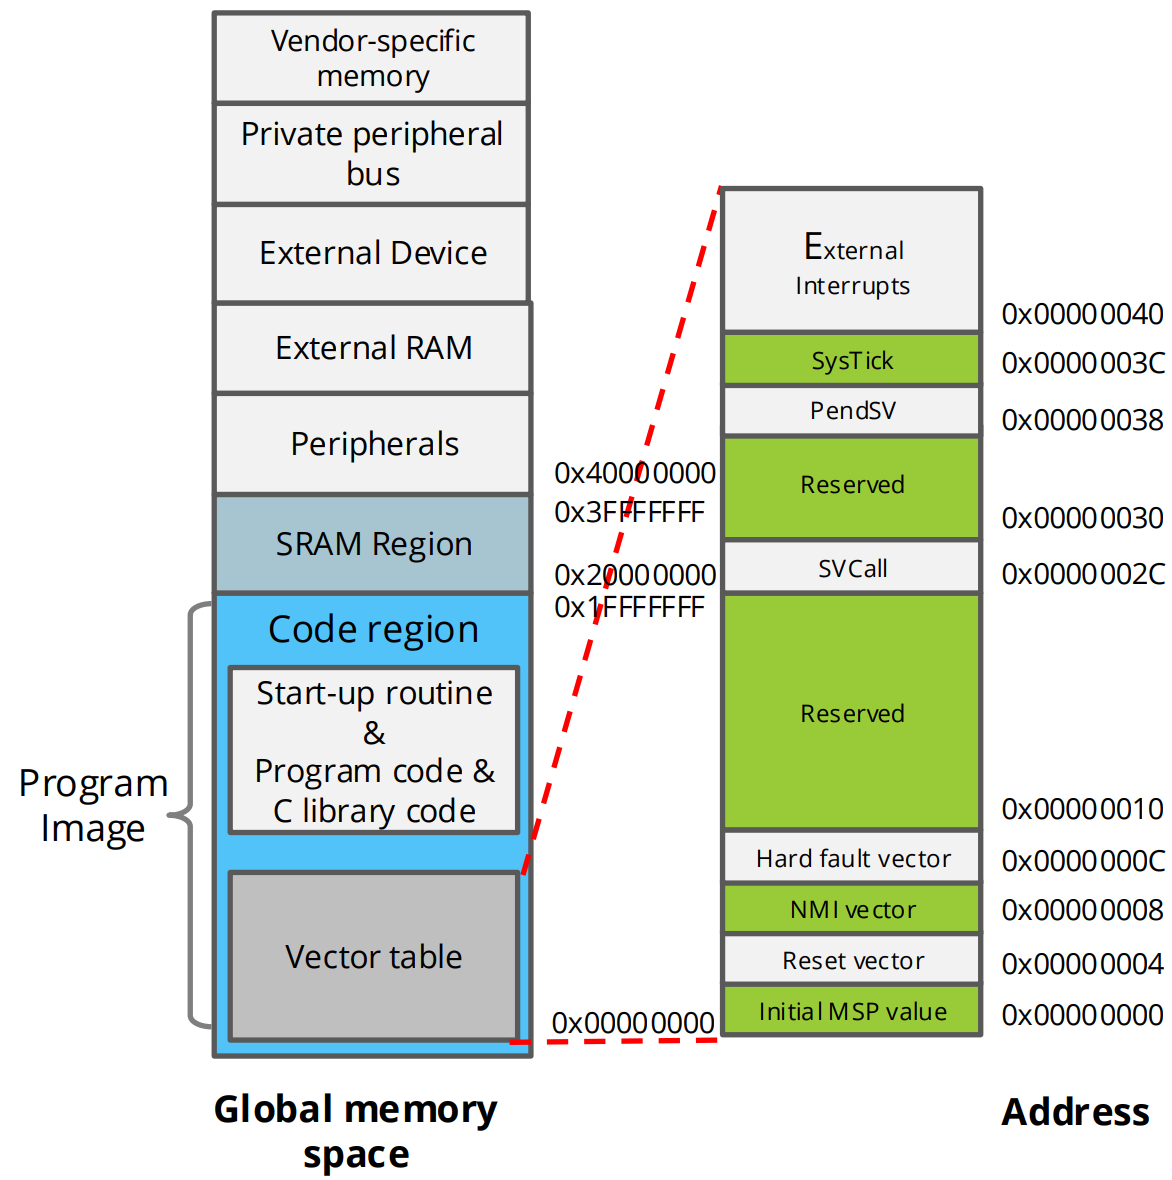 Vendor-specific
memory
Private peripheral
bus
External Device
External RAM
Peripherals
SRAM Region
Code region
Start-up routine
&
Program code &
C library code
Vector table
Program
Image
Global memory
space
0x40000000
0x3FFFFFFF
0x20000000
0x1FFFFFFF
0x00000000
External
Interrupts
0x00000040
SysTick
0x0000003C
PendSV
0x00000038
Reserved
0x00000030
SVCall
0x0000002C
Reserved
0x00000010
Hard fault vector
0x0000000C
NMI vector
0x00000008
Reset vector
0x00000004
Initial MSP value
0x00000000
Address